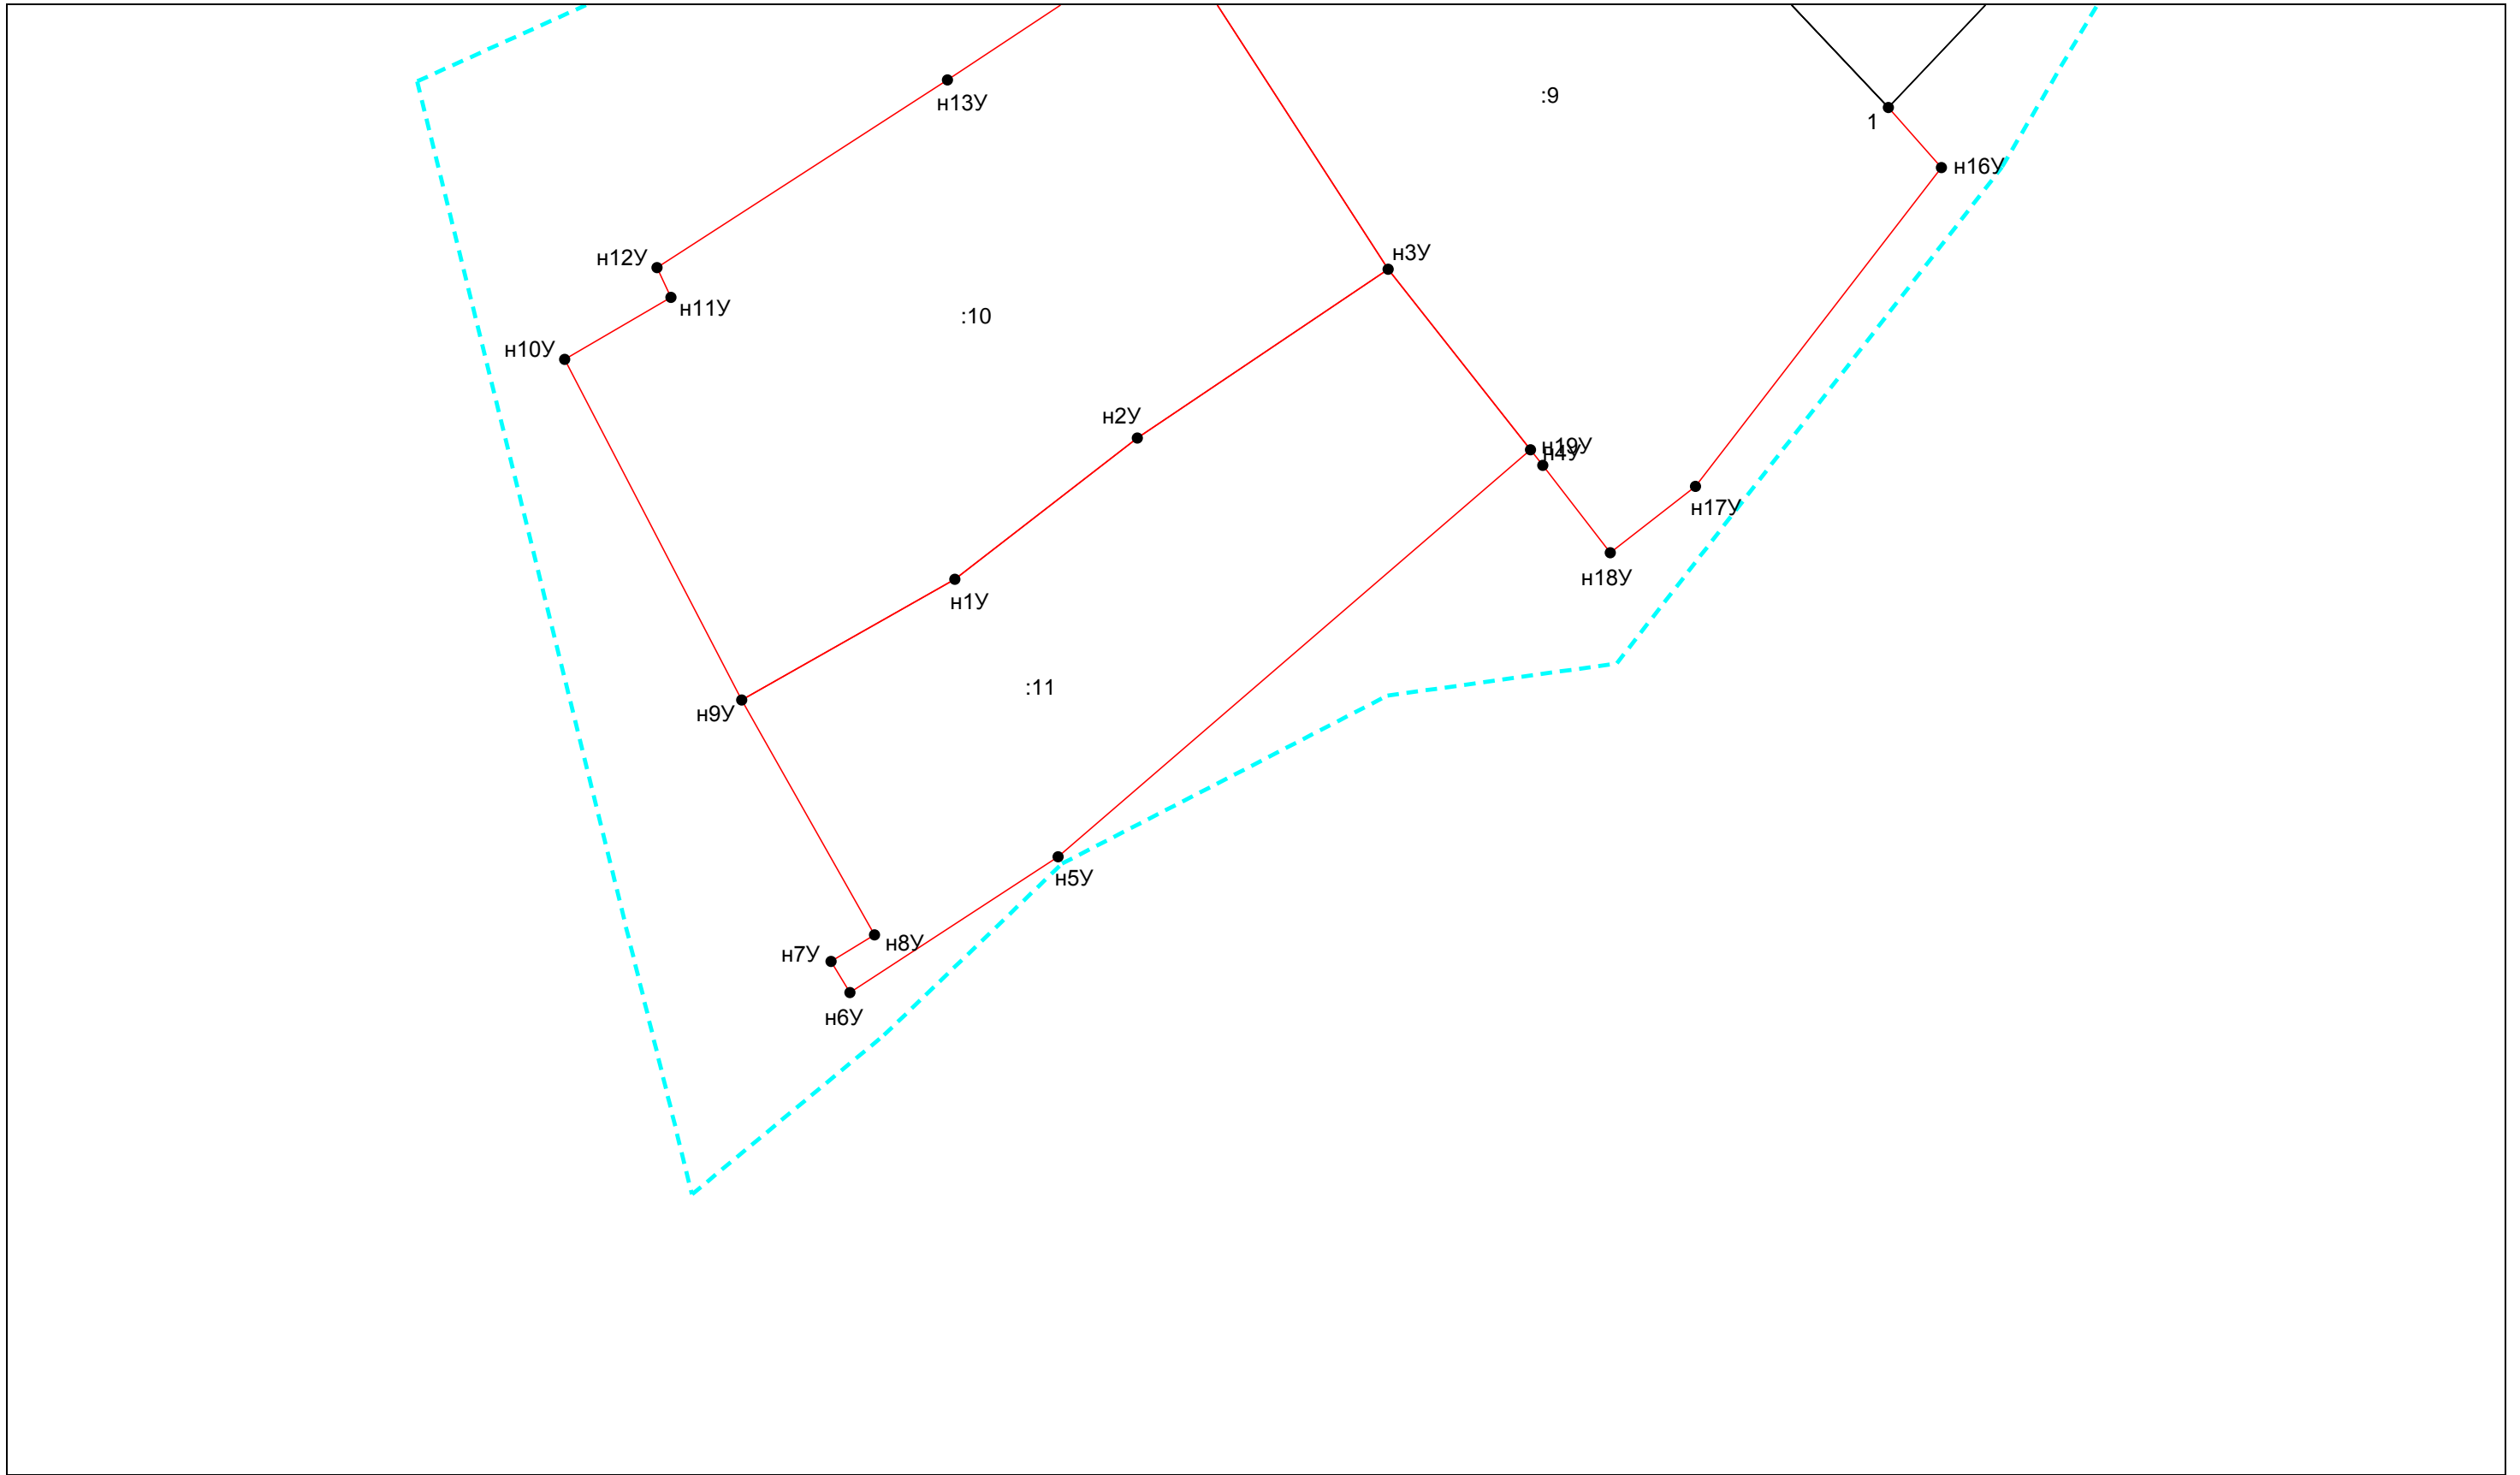 :9
н13У
1
н16У
н3У
н12У
н11У
:10
н10У
н2У
н19У
н4У
н17У
н18У
н1У
:11
н9У
н5У
н8У
н7У
н6У